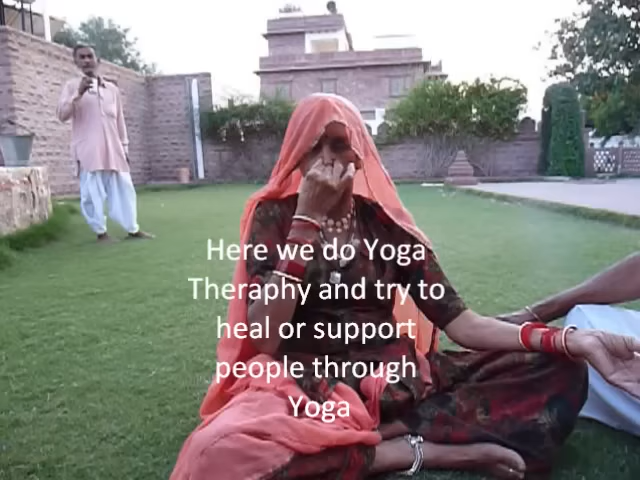 Here we do Yoga
Theraphy and try to
heal or support
people through
Yoga